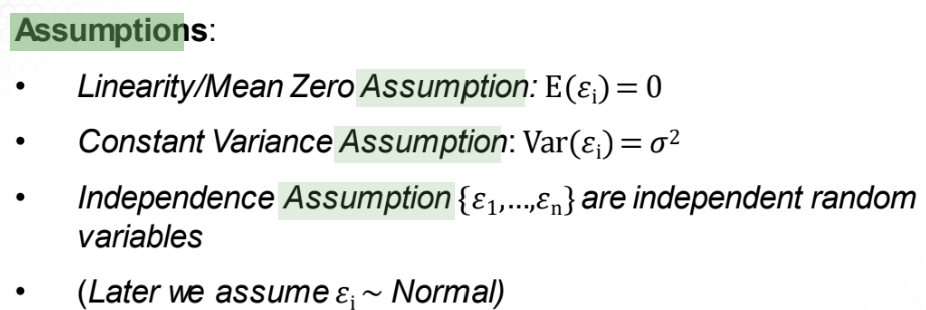 Assumptions:
• Linearity/Mean Zero Assumption: E(εᵢ) = 0
• Constant Variance Assumption: Var(εᵢ) = σ²
• Independence Assumption {ε₁,...,εₙ} are independent random
variables
• (Later we assume εᵢ ~ Normal)